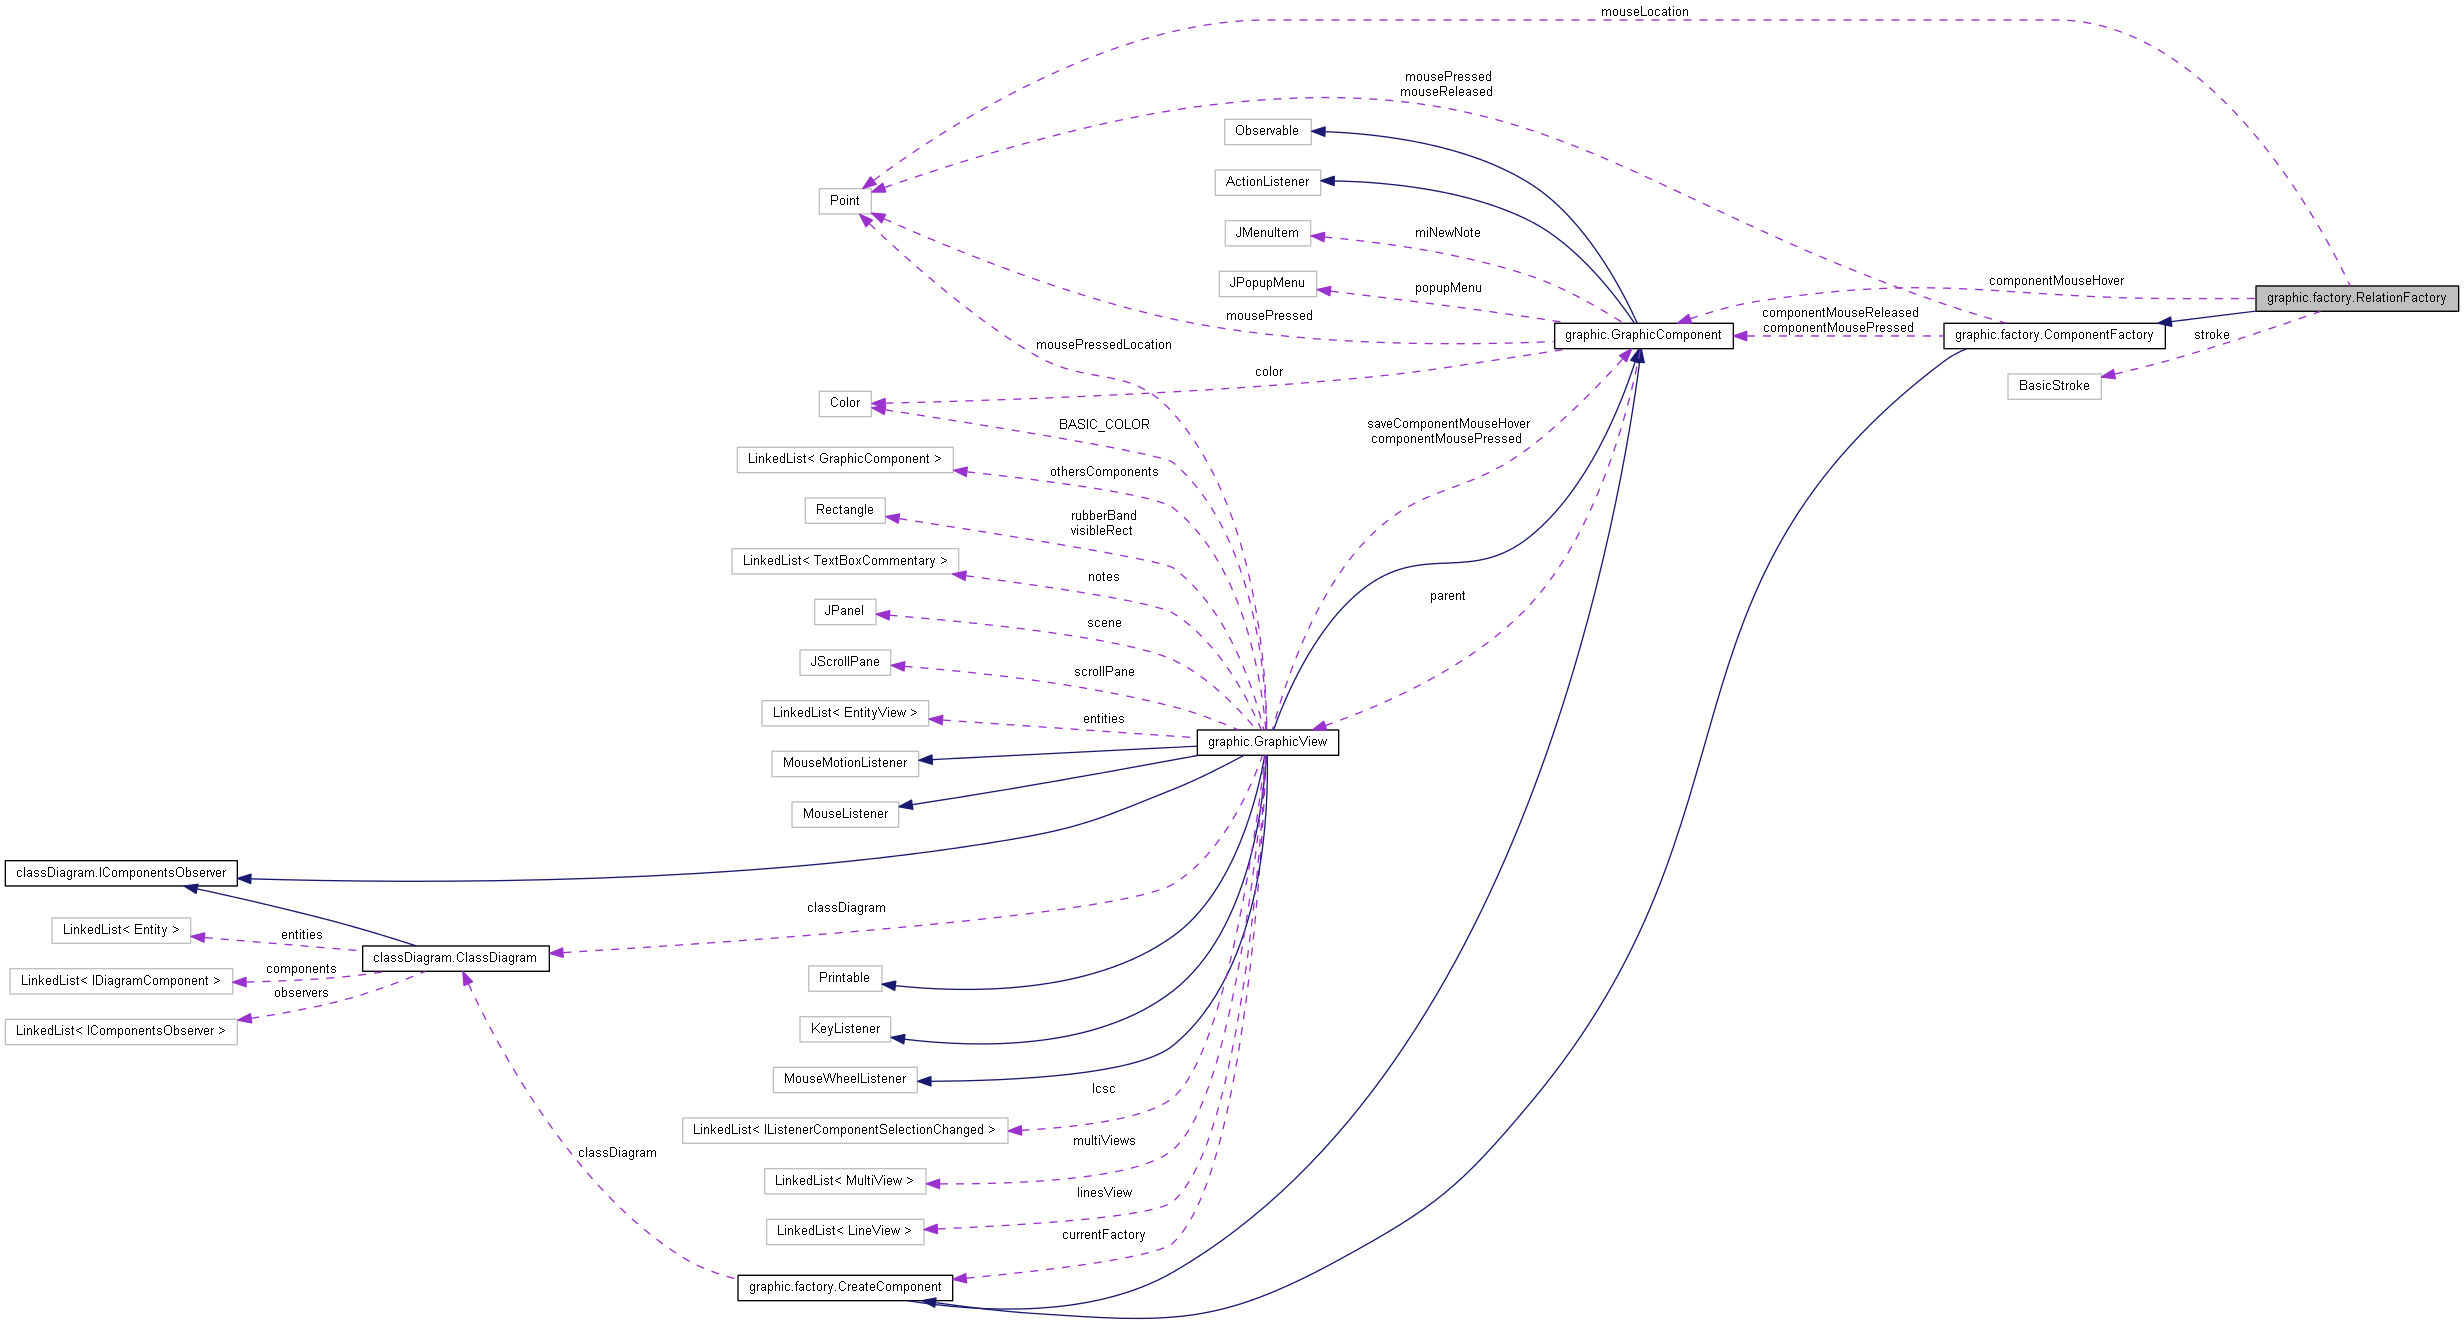 mouseLocation
mousePressed
mouseReleased
Observable
ActionListener
Point
JMenuItem
miNewNote
JPopupMenu
popupMenu
componentMouseHover
graphic.factory.RelationFactory
mousePressed
componentMouseReleased
componentMousePressed
graphic.GraphicComponent
graphic.factory.ComponentFactory
stroke
mousePressedLocation
color
BasicStroke
Color
BASIC_COLOR
saveComponentMouseHover
componentMousePressed
LinkedList< GraphicComponent >
othersComponents
Rectangle
rubberBand
visibleRect
LinkedList< TextBoxCommentary >
notes
parent
JPanel
scene
JScrollPane
scrollPane
LinkedList< EntityView >
entities
graphic.GraphicView
MouseMotionListener
MouseListener
classDiagram.IComponentsObserver
classDiagram
LinkedList< Entity >
entities
classDiagram.ClassDiagram
components
LinkedList< IDiagramComponent >
observers
Printable
LinkedList< IComponentsObserver >
KeyListener
MouseWheelListener
lcsc
LinkedList< IListenerComponentSelectionChanged >
multiViews
classDiagram
LinkedList< MultiView >
linesView
LinkedList< LineView >
currentFactory
graphic.factory.CreateComponent